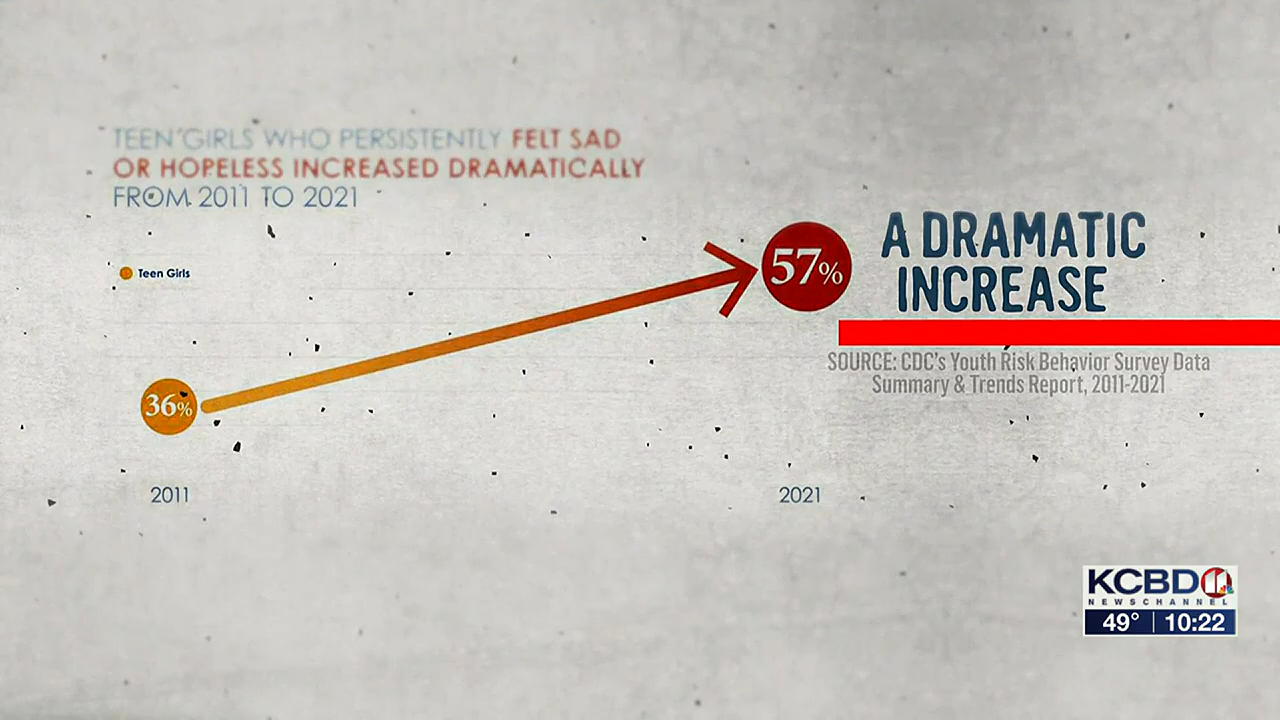 TEEN GIRLS WHO PERSISTENTLY FELT SAD
OR HOPELESS INCREASED DRAMATICALLY
FROM 2011 TO 2021
Teen Girls
36%
57%
2011
2021
A DRAMATIC
INCREASE
SOURCE: CDC's Youth Risk Behavior Survey Data
Summary & Trends Report, 2011-2021
KCBD 11
NEWSCHANNEL
49° 10:22